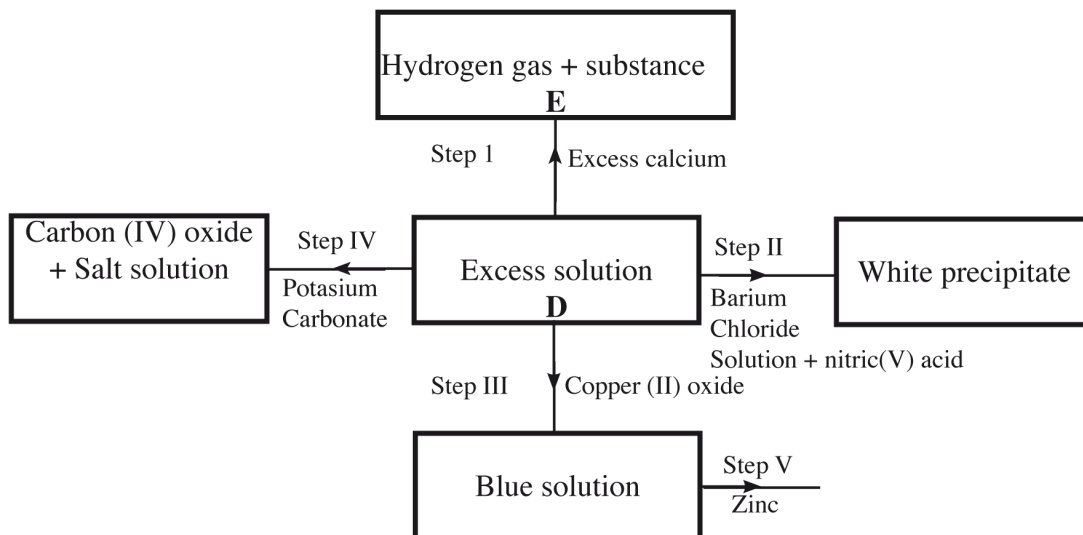 Hydrogen gas + substance
E
Step 1
Excess calcium
Carbon (IV) oxide
+ Salt solution
Step IV
Potasium
Carbonate
Excess solution
D
Step II
Barium
Chloride
Solution + nitric(V) acid
White precipitate
Step III
Copper (II) oxide
Blue solution
Step V
Zinc